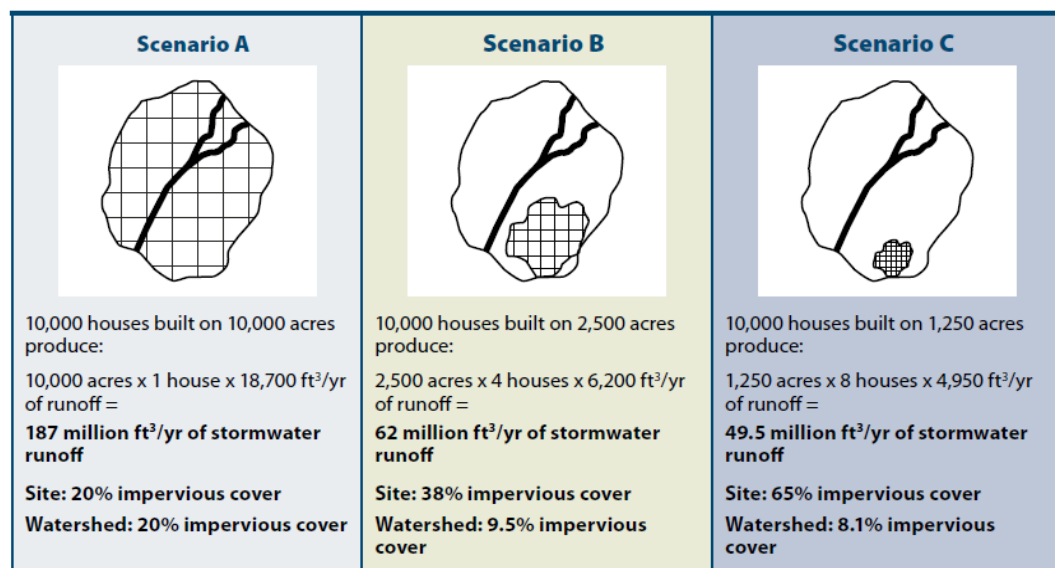 Scenario A
10,000 houses built on 10,000 acres
produce:
10,000 acres x 1 house x 18,700 ft³/yr
of runoff =
187 million ft³/yr of stormwater
runoff
Site: 20% impervious cover
Watershed: 20% impervious cover
Scenario B
10,000 houses built on 2,500 acres
produce:
2,500 acres x 4 houses x 6,200 ft³/yr
of runoff =
62 million ft³/yr of stormwater
runoff
Site: 38% impervious cover
Watershed: 9.5% impervious
cover
Scenario C
10,000 houses built on 1,250 acres
produce:
1,250 acres x 8 houses x 4,950 ft³/yr
of runoff =
49.5 million ft³/yr of stormwater
runoff
Site: 65% impervious cover
Watershed: 8.1% impervious
cover